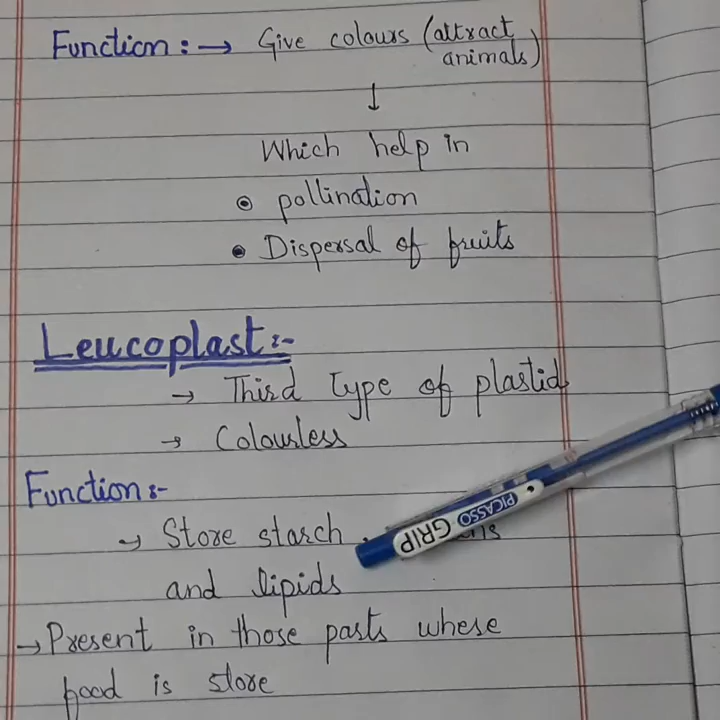 Function:→ Give colours (attract
animals)
↓
Which help in
• pollination
• Dispersal of fruits
Leucoplast:-
→ Third Type of plastid
→ Colourless
Function:-
→ Store starch
and lipids
→ Present in those parts where
food is store
PICASSO
GRIP